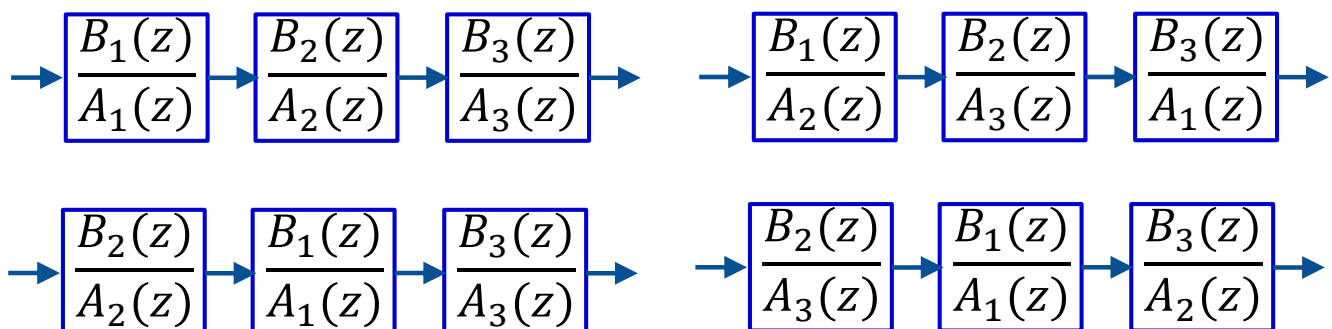 B₁(z) B₂(z) B₃(z) B₁(z) B₂(z) B₃(z)
A₁(z) A₂(z) A₃(z) A₂(z) A₃(z) A₁(z)
B₂(z) B₁(z) B₃(z) B₂(z) B₁(z) B₃(z)
A₂(z) A₁(z) A₃(z) A₃(z) A₁(z) A₂(z)